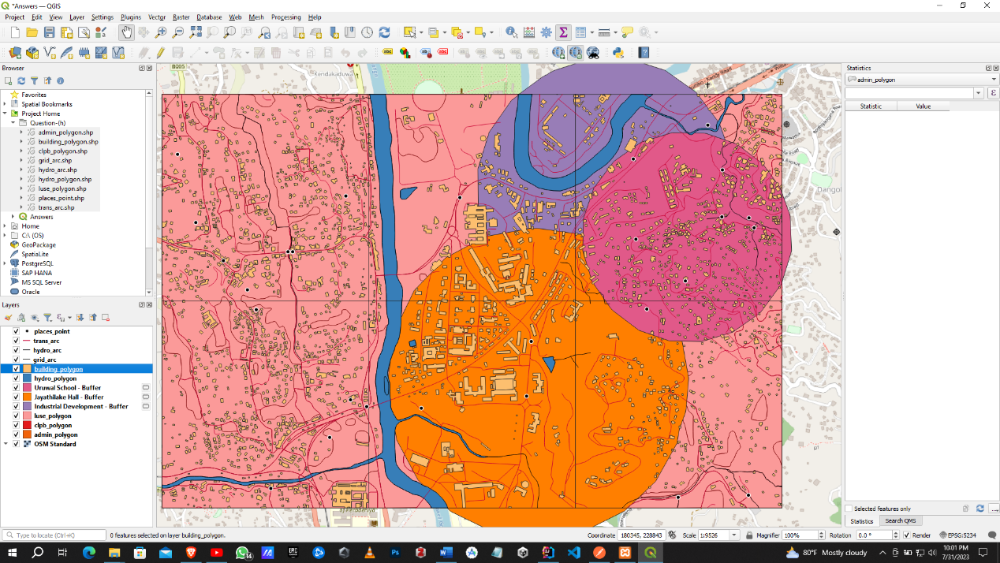 *Answers — QGIS
Project Edit View Layer Settings Plugins Vector Raster Database Web Mesh Processing Help
Browser
Favorites
Spatial Bookmarks
Project Home
Question-(h)
admin_polygon.shp
building_polygon.shp
clpb_polygon.shp
grid_arc.shp
hydro_arc.shp
hydro_polygon.shp
luse_polygon.shp
places_point.shp
trans_arc.shp
Answers
Home
C:\ (OS)
GeoPackage
SpatiaLite
PostgreSQL
SAP HANA
MS SQL Server
Oracle
Layers
places_point
trans_arc
hydro_arc
grid_arc
building_polygon
hydro_polygon
Uruwal School - Buffer
Jayathilake Hall - Buffer
Industrial Development - Buffer
luse_polygon
clpb_polygon
admin_polygon
OSM Standard
B005
Kendakaduwa
Dangol
Statistics
admin_polygon
ε
Statistic Value
Selected features only
...
Statistics Search QMS
Type to locate (Ctrl+K)
0 features selected on layer building_polygon.
Coordinate 180345, 228843
Scale 1:9526
Magnifier 100%
Rotation 0.0 °
Render
EPSG:5234
14
80°F Mostly cloudy
10:01 PM
7/31/2023